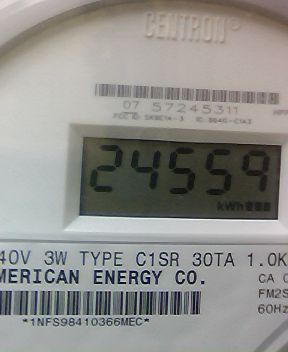 CENTRON®
07 57245311
24559
kWh
40V 3W TYPE C1SR 30TA 1.0K
MERICAN ENERGY CO.
CA
FM2S
60Hz
*1NFS98410366MEC*